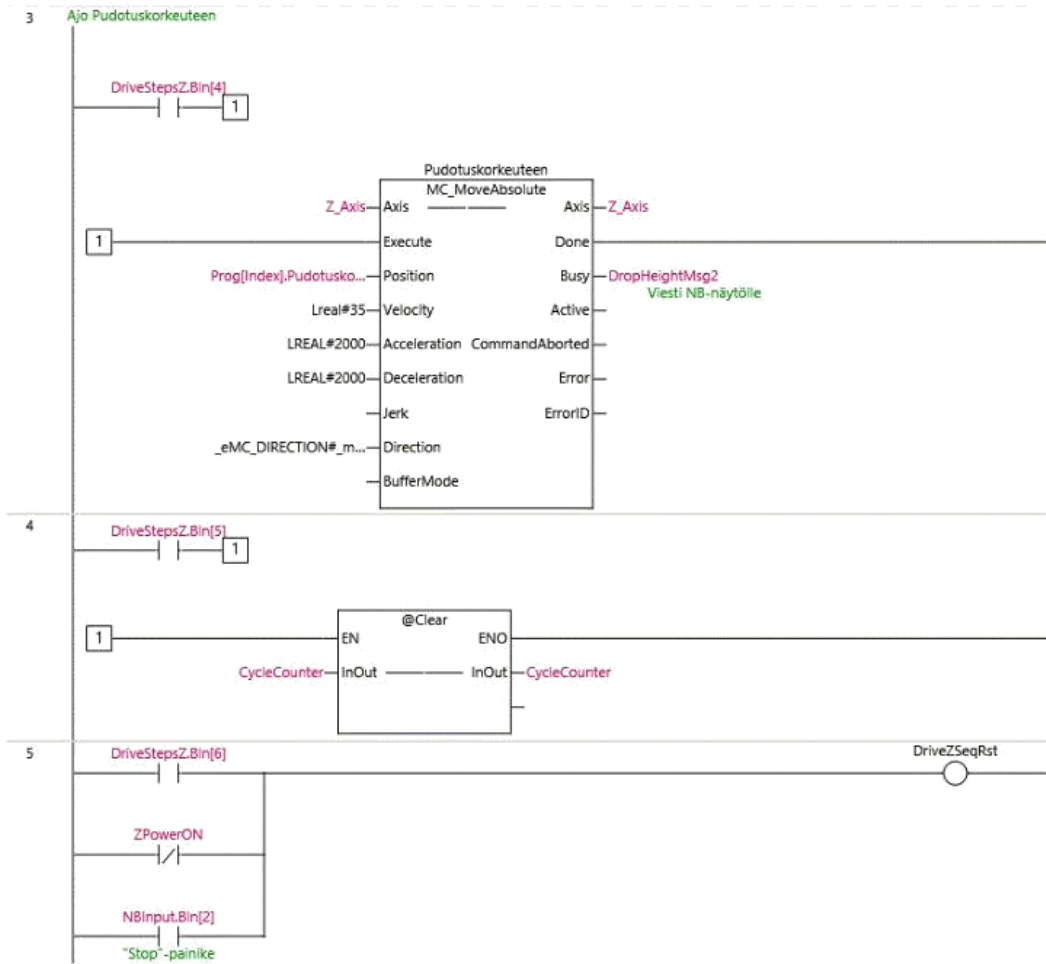 3 Ajo Pudotuskorkeuteen
DriveStepsZ.Bin[4]
1
Pudotuskorkeuteen
MC_MoveAbsolute
Z_Axis Axis Axis Z_Axis
1 Execute Done
Prog[Index].Pudotusko... Position Busy DropHeightMsg2
Viesti NB-näytölle
Lreal#35 Velocity Active
LREAL#2000 Acceleration CommandAborted
LREAL#2000 Deceleration Error
Jerk ErrorID
_eMC_DIRECTION#_m... Direction
BufferMode
4 DriveStepsZ.Bin[5]
1
@Clear
1 EN ENO
CycleCounter InOut InOut CycleCounter
5 DriveStepsZ.Bin[6] DriveZSeqRst
ZPowerON
NBInput.Bin[2]
"Stop"-painike